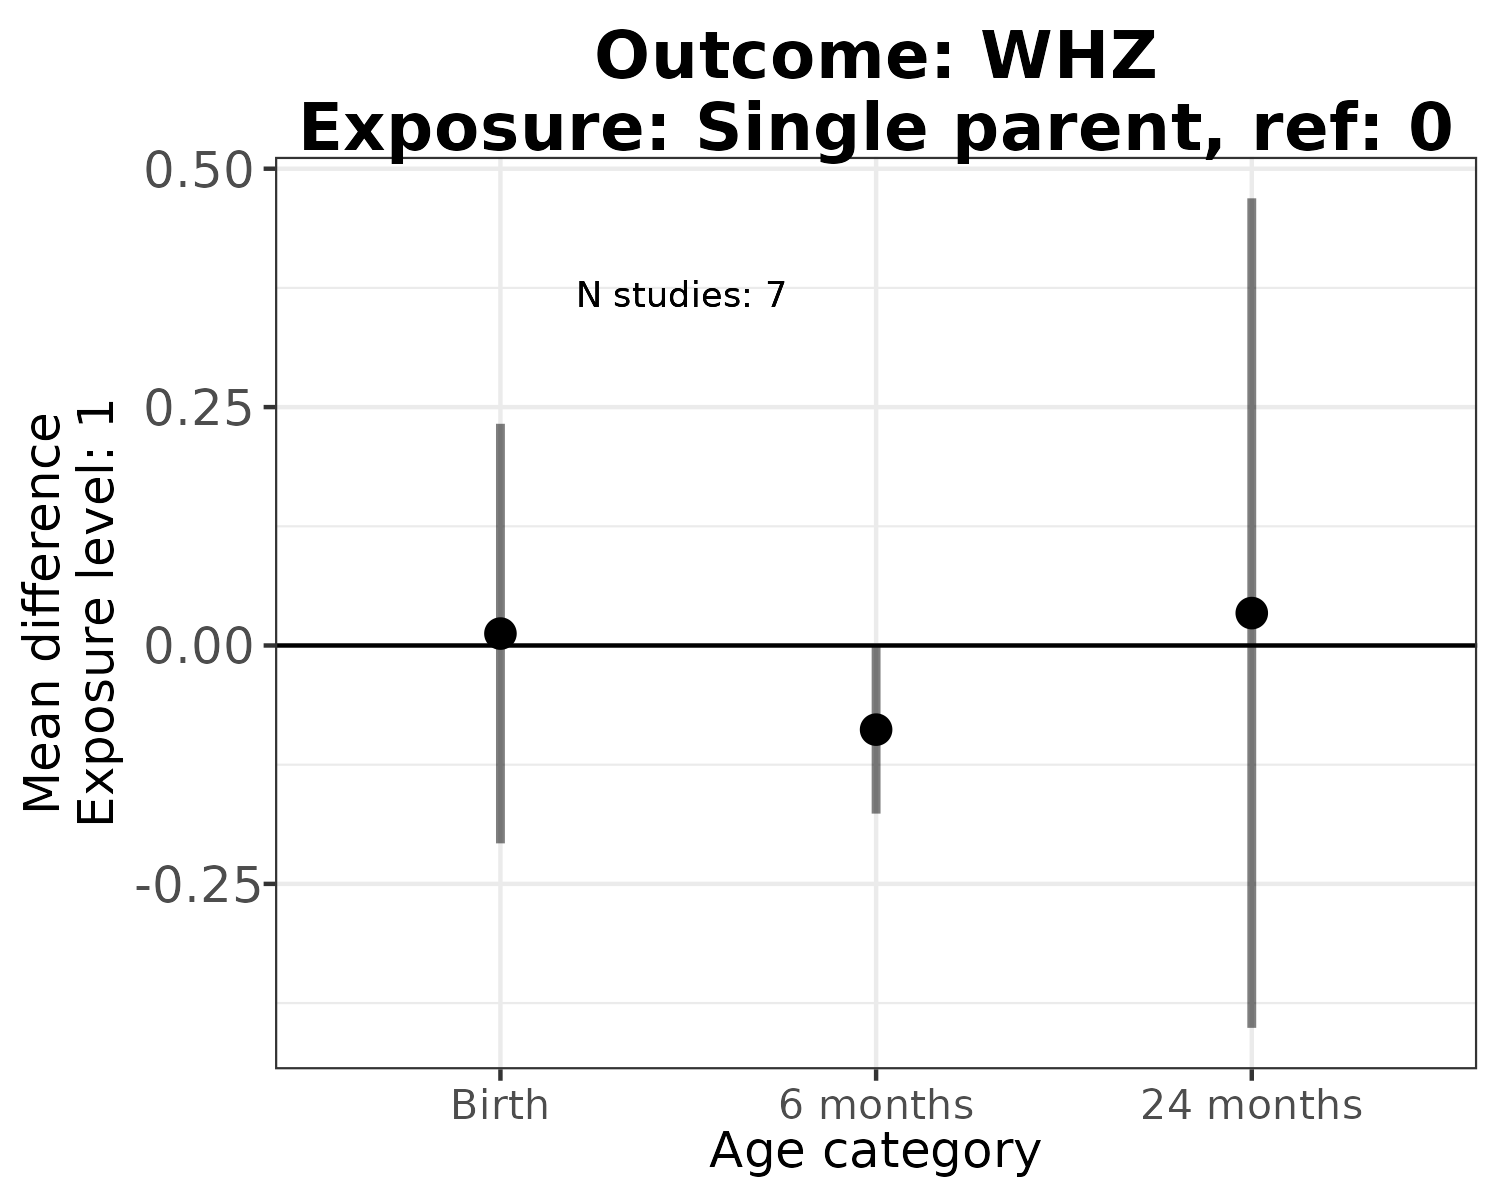 Outcome: WHZ
Exposure: Single parent, ref: 0
0.50
0.25
0.00
-0.25
Mean difference
Exposure level: 1
N studies: 7
Birth
6 months
24 months
Age category